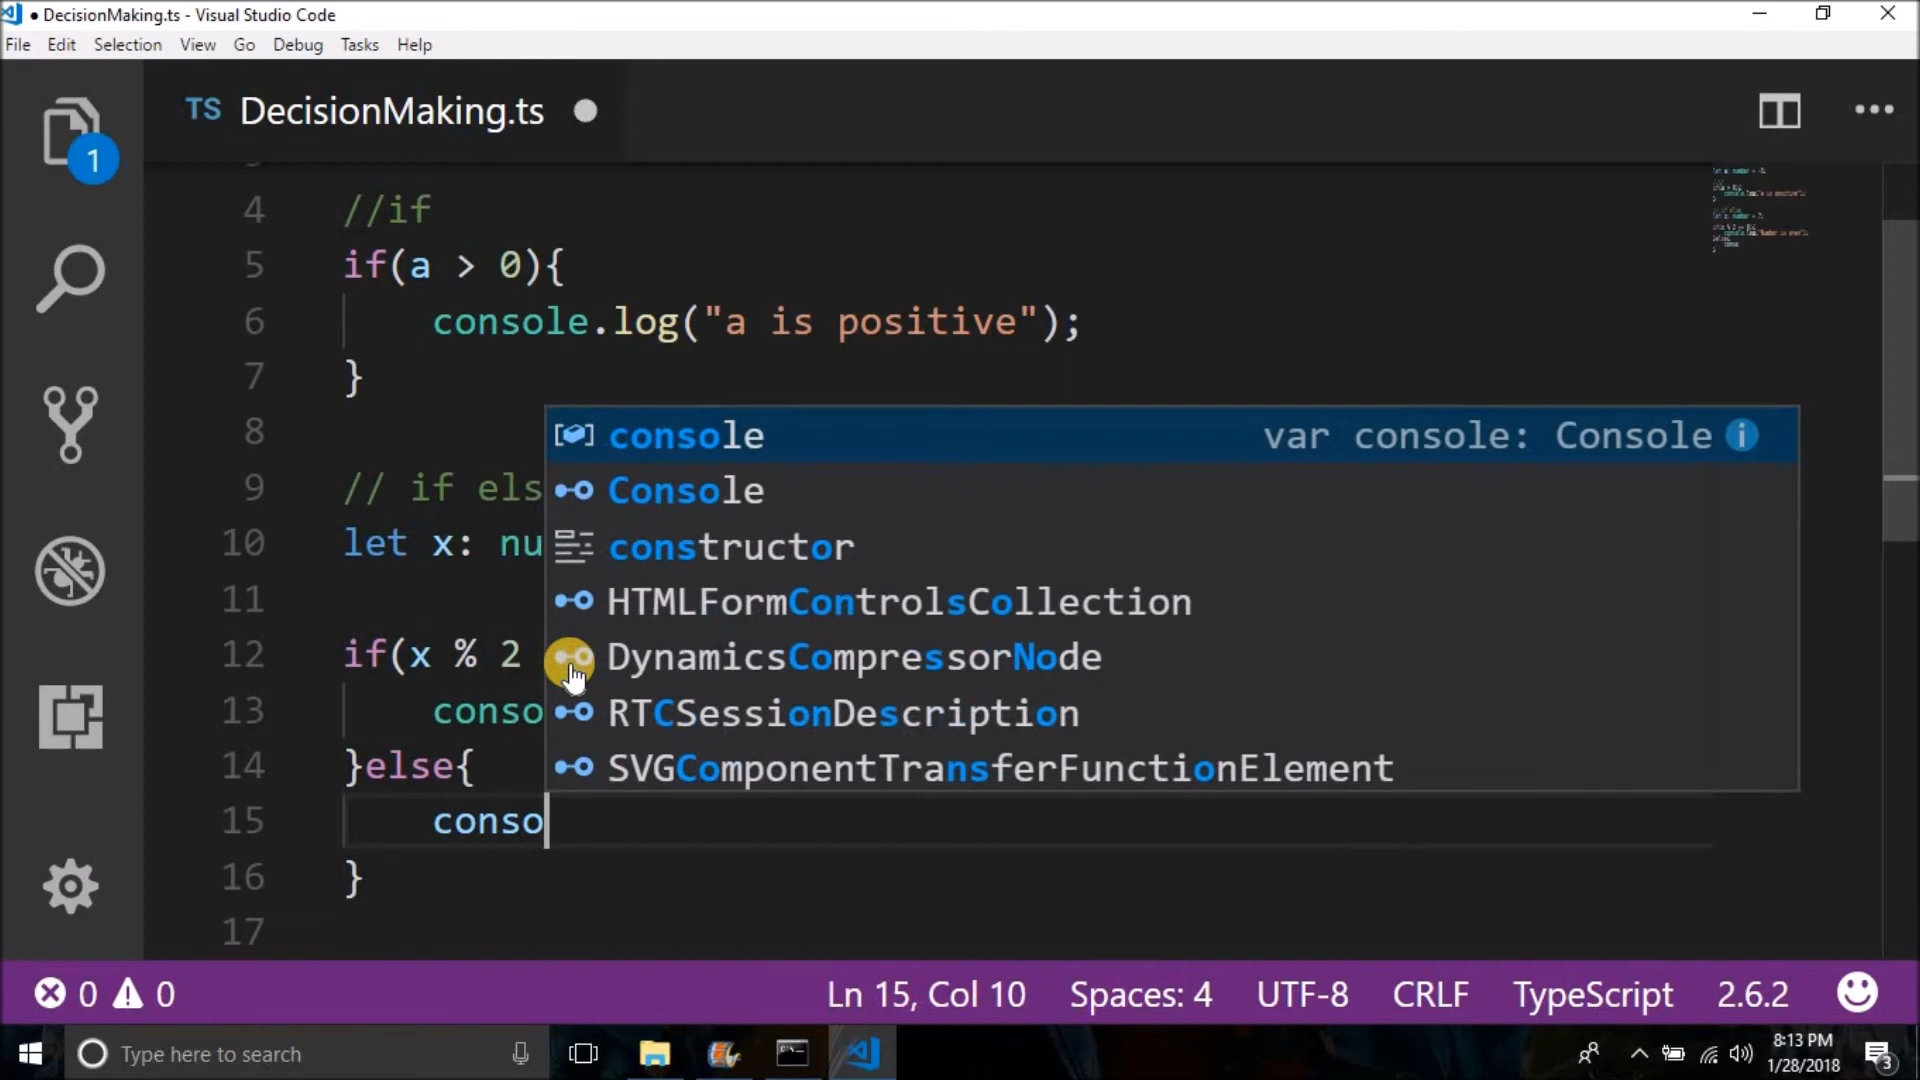 ● DecisionMaking.ts - Visual Studio Code
File Edit Selection View Go Debug Tasks Help
TS DecisionMaking.ts
1
4 //if
5 if(a > 0){
6 console.log("a is positive");
7 }
8
9 // if els
10 let x: nu
11
12 if(x % 2
13 conso
14 }else{
15 conso
16 }
17
console var console: Console
Console
constructor
HTMLFormControlsCollection
DynamicsCompressorNode
RTCSessionDescription
SVGComponentTransferFunctionElement
0 0 Ln 15, Col 10 Spaces: 4 UTF-8 CRLF TypeScript 2.6.2
Type here to search
8:13 PM
1/28/2018
3